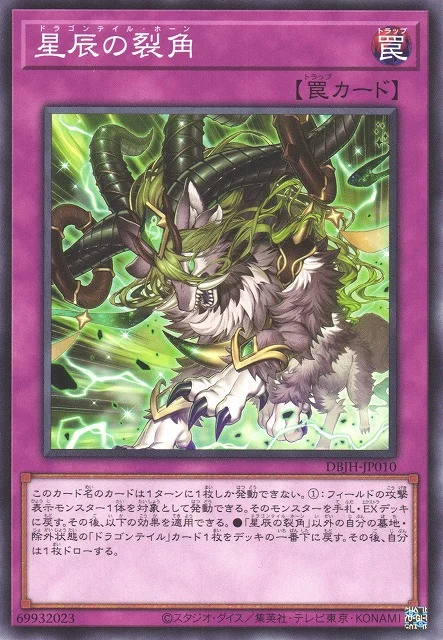 ドラゴンテイル・ホーン
星辰の裂角
トラップ
罠
トラップ
【罠カード】
DBJH-JP010
このカード名のカードは1ターンに1枚しか発動できない。①:フィールドの攻撃
表示モンスター1体を対象として発動できる。そのモンスターを手札・EXデッキ
に戻す。その後、以下の効果を適用できる。●「星辰の裂角」以外の自分の墓地・
除外状態の「ドラゴンテイル」カード1枚をデッキの一番下に戻す。その後、自分
は1枚ドローする。
69932023
©スタジオ・ダイス/集英社・テレビ東京・KONAMI